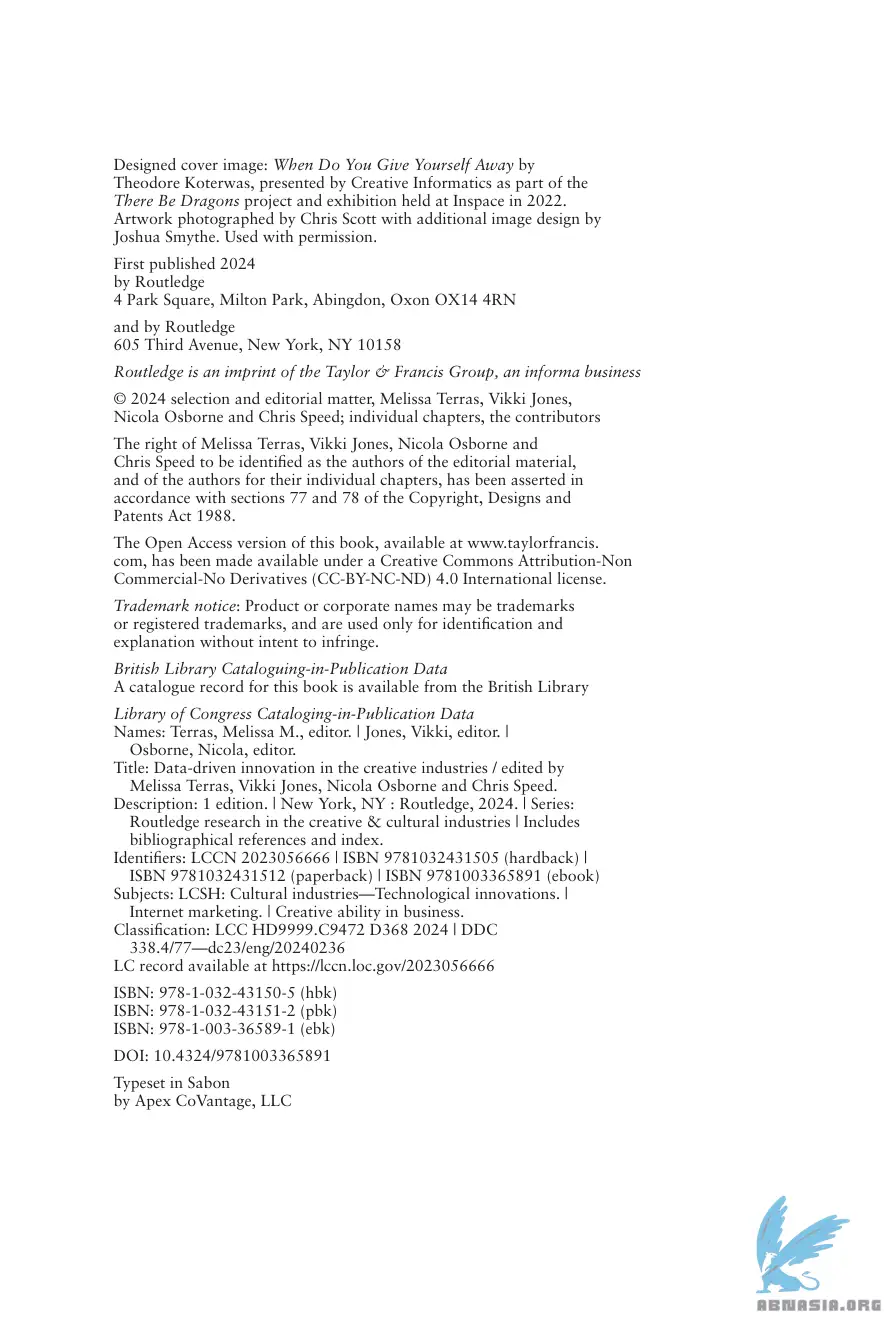 Designed cover image: When Do You Give Yourself Away by
Theodore Koterwas, presented by Creative Informatics as part of the
There Be Dragons project and exhibition held at Inspace in 2022.
Artwork photographed by Chris Scott with additional image design by
Joshua Smythe. Used with permission.
First published 2024
by Routledge
4 Park Square, Milton Park, Abingdon, Oxon OX14 4RN
and by Routledge
605 Third Avenue, New York, NY 10158
Routledge is an imprint of the Taylor & Francis Group, an informa business
© 2024 selection and editorial matter, Melissa Terras, Vikki Jones,
Nicola Osborne and Chris Speed; individual chapters, the contributors
The right of Melissa Terras, Vikki Jones, Nicola Osborne and
Chris Speed to be identified as the authors of the editorial material,
and of the authors for their individual chapters, has been asserted in
accordance with sections 77 and 78 of the Copyright, Designs and
Patents Act 1988.
The Open Access version of this book, available at www.taylorfrancis.
com, has been made available under a Creative Commons Attribution-Non
Commercial-No Derivatives (CC-BY-NC-ND) 4.0 International license.
Trademark notice: Product or corporate names may be trademarks
or registered trademarks, and are used only for identification and
explanation without intent to infringe.
British Library Cataloguing-in-Publication Data
A catalogue record for this book is available from the British Library
Library of Congress Cataloging-in-Publication Data
Names: Terras, Melissa M., editor. | Jones, Vikki, editor. |
Osborne, Nicola, editor.
Title: Data-driven innovation in the creative industries / edited by
Melissa Terras, Vikki Jones, Nicola Osborne and Chris Speed.
Description: 1 edition. | New York, NY : Routledge, 2024. | Series:
Routledge research in the creative & cultural industries | Includes
bibliographical references and index.
Identifiers: LCCN 2023056666 | ISBN 9781032431505 (hardback) |
ISBN 9781032431512 (paperback) | ISBN 9781003365891 (ebook)
Subjects: LCSH: Cultural industries—Technological innovations. |
Internet marketing. | Creative ability in business.
Classification: LCC HD9999.C9472 D368 2024 | DDC
338.4/77—dc23/eng/20240236
LC record available at https://lccn.loc.gov/2023056666
ISBN: 978-1-032-43150-5 (hbk)
ISBN: 978-1-032-43151-2 (pbk)
ISBN: 978-1-003-36589-1 (ebk)
DOI: 10.4324/9781003365891
Typeset in Sabon
by Apex CoVantage, LLC
ABNASIA.ORG